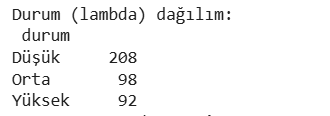 Durum (lambda) dağılım:
durum
Düşük 208
Orta 98
Yüksek 92